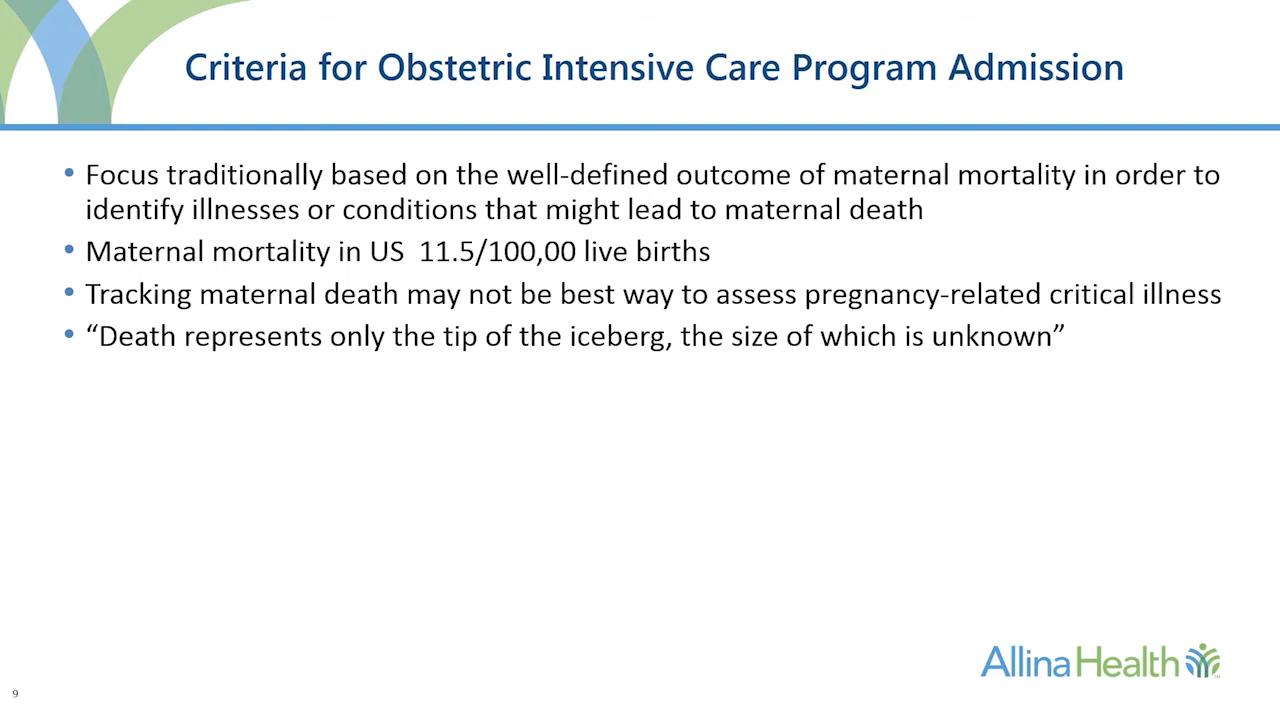 Criteria for Obstetric Intensive Care Program Admission
• Focus traditionally based on the well-defined outcome of maternal mortality in order to
identify illnesses or conditions that might lead to maternal death
• Maternal mortality in US  11.5/100,00 live births
• Tracking maternal death may not be best way to assess pregnancy-related critical illness
• “Death represents only the tip of the iceberg, the size of which is unknown”
Allina Health
9